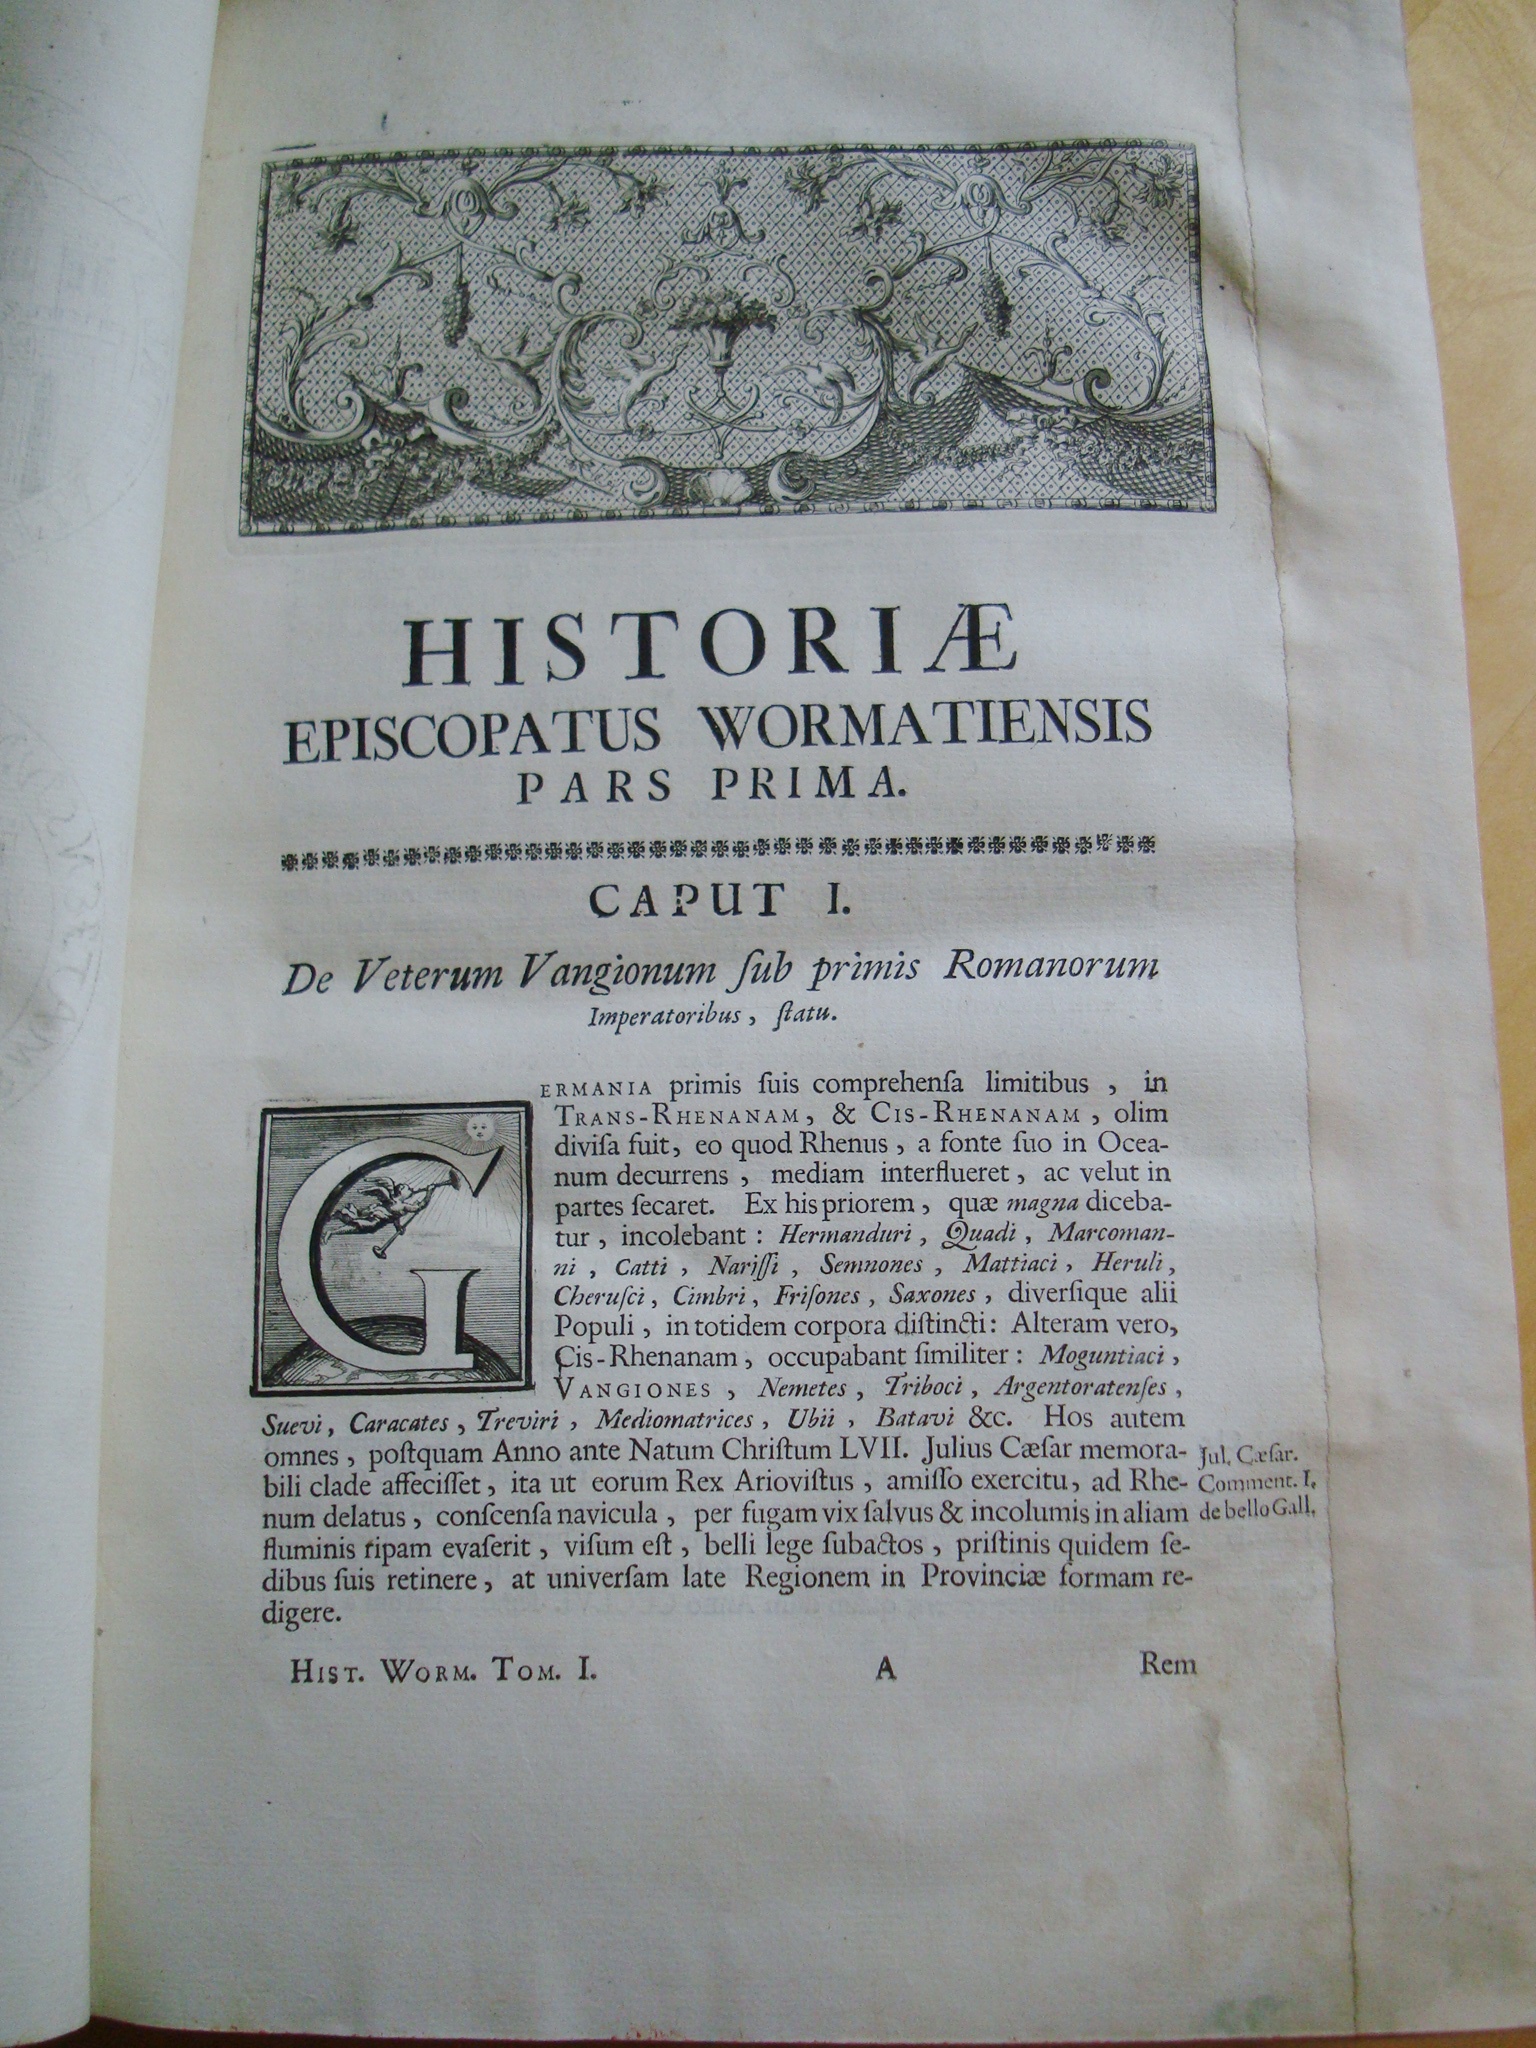 HISTORIÆ
EPISCOPATUS WORMATIENSIS
PARS PRIMA.
CAPUT I.
De Veterum Vangionum ſub primis Romanorum
Imperatoribus, ſtatu.
GERMANIA primis ſuis comprehenſa limitibus, in
TRANS-RHENANAM, & CIS-RHENANAM, olim
diviſa fuit, eo quod Rhenus, a fonte ſuo in Ocea-
num decurrens, mediam interflueret, ac velut in
partes ſecaret. Ex his priorem, quæ magna diceba-
tur, incolebant: Hermanduri, Quadi, Marcoman-
ni, Catti, Nariſſi, Semnones, Mattiaci, Heruli,
Cheruſci, Cimbri, Friſones, Saxones, diverſique alii
Populi, in totidem corpora diſtincti: Alteram vero,
Cis-Rhenanam, occupabant ſimiliter: Moguntiaci,
VANGIONES, Nemetes, Triboci, Argentoratenſes,
Suevi, Caracates, Treviri, Mediomatrices, Ubii, Batavi &c. Hos autem
omnes, poſtquam Anno ante Natum Chriſtum LVII. Julius Cæſar memora-
bili clade affeciſſet, ita ut eorum Rex Arioviſtus, amiſſo exercitu, ad Rhe-
num delatus, conſcenſa navicula, per fugam vix ſalvus & incolumis in aliam
fluminis ripam evaſerit, viſum eſt, belli lege ſubactos, priſtinis quidem ſe-
dibus ſuis retinere, at univerſam late Regionem in Provinciæ formam re-
digere.
Jul. Cæſar.
Comment. I.
de bello Gall.
HIST. WORM. TOM. I.
A
Rem